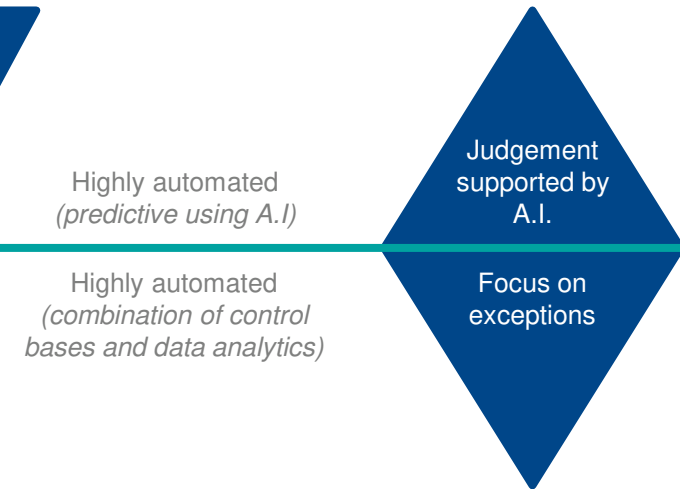 Highly automated
(predictive using A.I)
Judgement
supported by
A.I.
Highly automated
(combination of control
bases and data analytics)
Focus on
exceptions